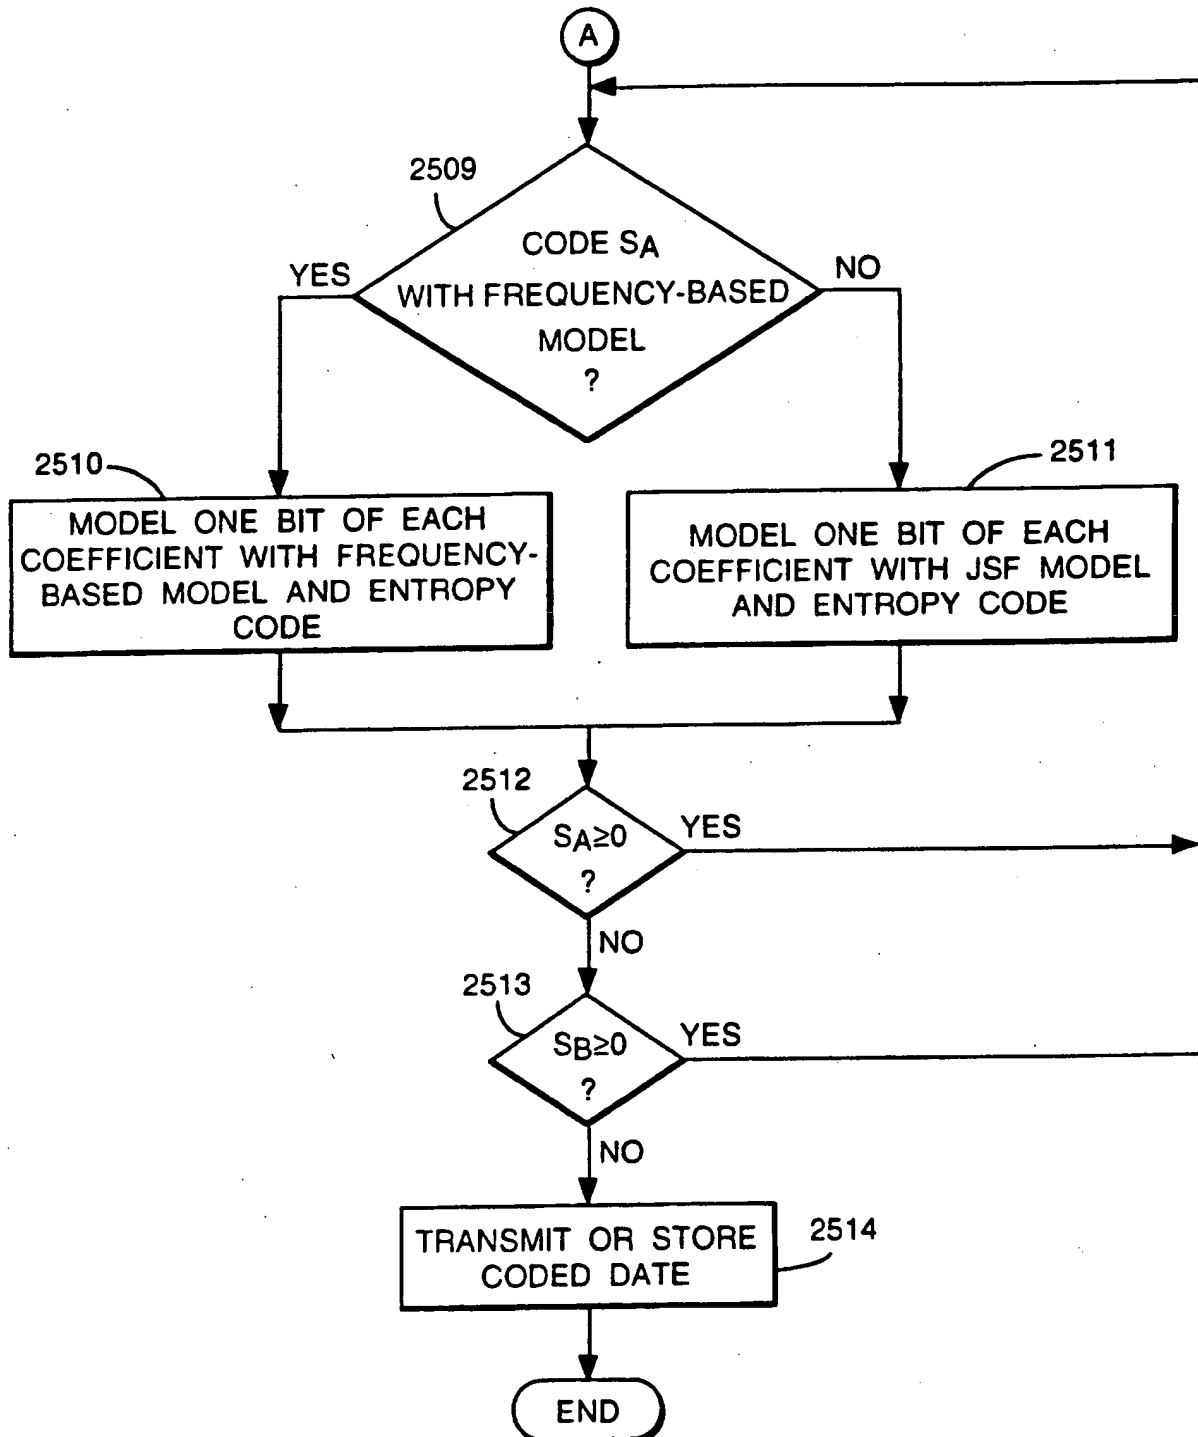 A
2509
CODE SA
WITH FREQUENCY-BASED
MODEL
?
YES
NO
2510
MODEL ONE BIT OF EACH
COEFFICIENT WITH FREQUENCY-
BASED MODEL AND ENTROPY
CODE
2511
MODEL ONE BIT OF EACH
COEFFICIENT WITH JSF MODEL
AND ENTROPY CODE
2512
SA≥0
?
YES
NO
2513
SB≥0
?
YES
NO
TRANSMIT OR STORE
CODED DATE
2514
END